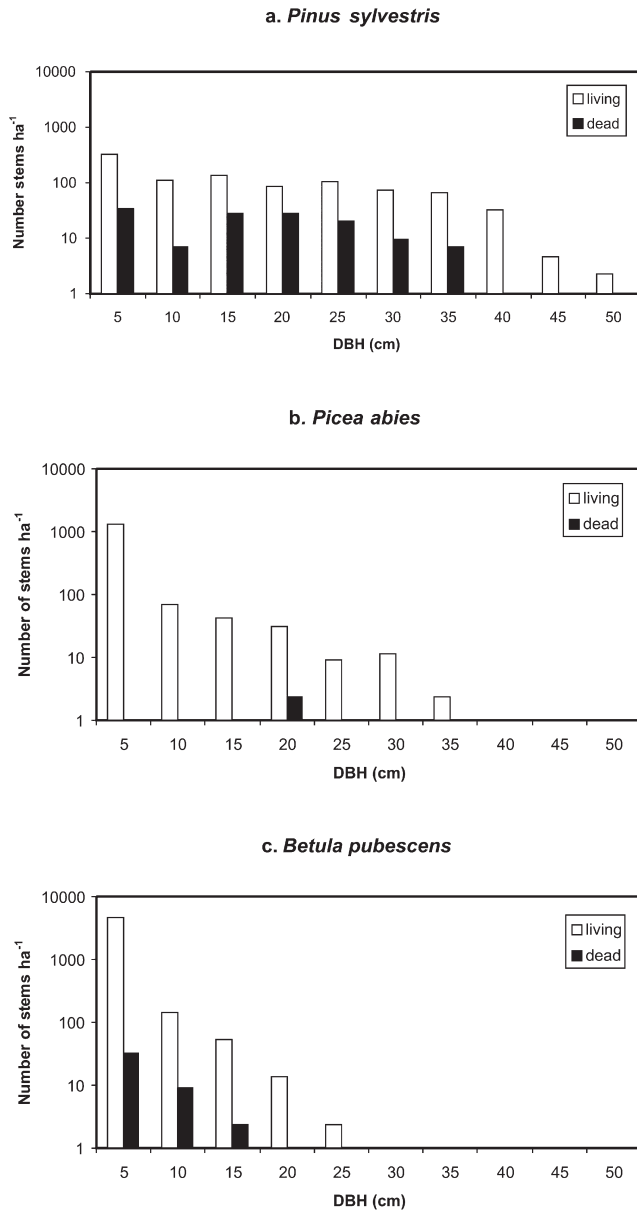 a. Pinus sylvestris
10000
1000
100
10
1
Number stems ha-1
living
dead
5 10 15 20 25 30 35 40 45 50
DBH (cm)
b. Picea abies
10000
1000
100
10
1
Number of stems ha-1
living
dead
5 10 15 20 25 30 35 40 45 50
DBH (cm)
c. Betula pubescens
10000
1000
100
10
1
Number of stems ha-1
living
dead
5 10 15 20 25 30 35 40 45 50
DBH (cm)